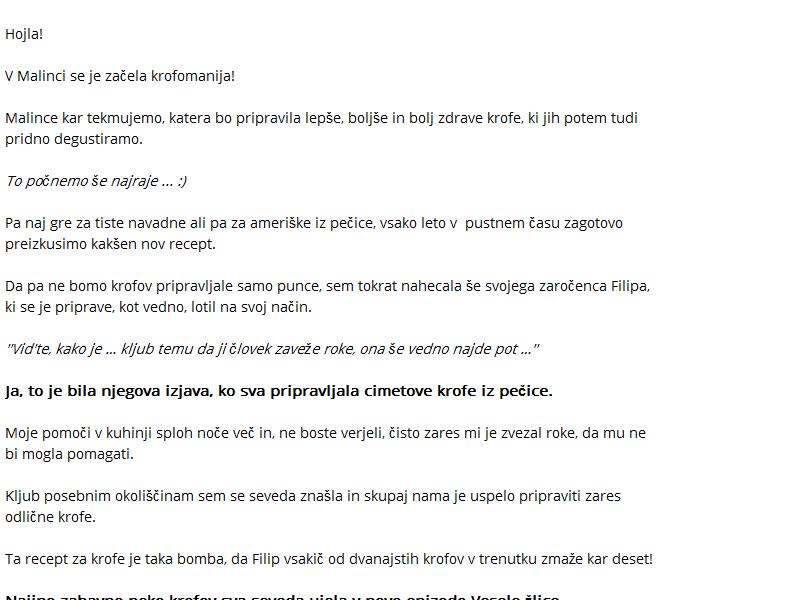 Hojla!
V Malinci se je začela krofomanija!
Malince kar tekmujemo, katera bo pripravila lepše, boljše in bolj zdrave krofe, ki jih potem tudi
pridno degustiramo.
To počnemo še najraje ... :)
Pa naj gre za tiste navadne ali pa za ameriške iz pečice, vsako leto v  pustnem času zagotovo
preizkusimo kakšen nov recept.
Da pa ne bomo krofov pripravljale samo punce, sem tokrat nahecala še svojega zaročenca Filipa,
ki se je priprave, kot vedno, lotil na svoj način.
"Vid'te, kako je ... kljub temu da ji človek zaveže roke, ona še vedno najde pot ..."
Ja, to je bila njegova izjava, ko sva pripravljala cimetove krofe iz pečice.
Moje pomoči v kuhinji sploh noče več in, ne boste verjeli, čisto zares mi je zvezal roke, da mu ne
bi mogla pomagati.
Kljub posebnim okoliščinam sem se seveda znašla in skupaj nama je uspelo pripraviti zares
odlične krofe.
Ta recept za krofe je taka bomba, da Filip vsakič od dvanajstih krofov v trenutku zmaže kar deset!